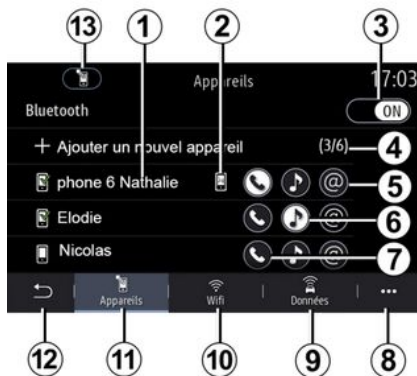 13 1 2 3
Appareils 17:03
Bluetooth ON
+ Ajouter un nouvel appareil (3/6) 4
phone 6 Nathalie @ 5
Elodie @ 6
Nicolas @ 7
Appareils Wifi Données ...
12 11 10 9 8